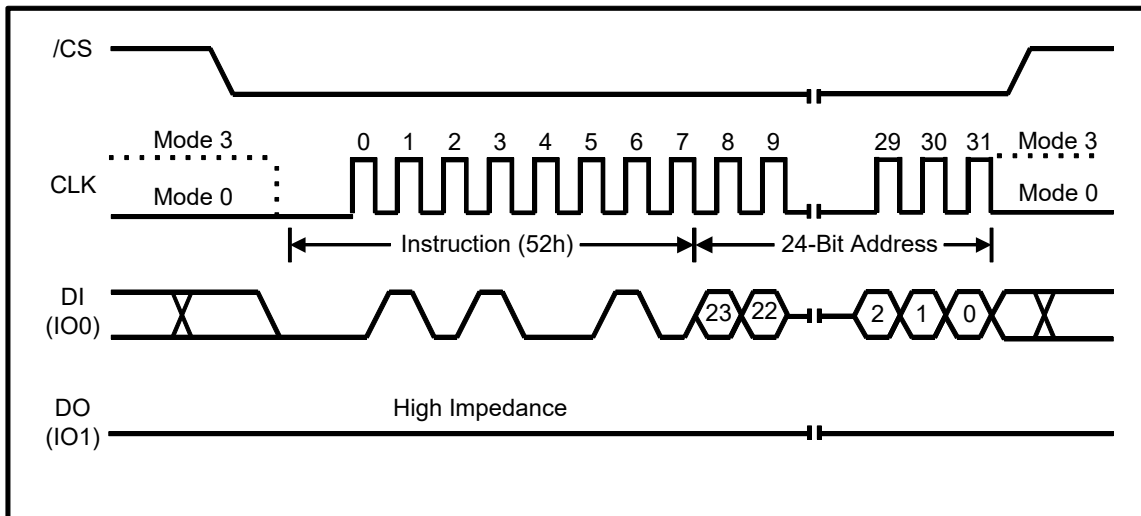 /CS
Mode 3
0 1 2 3 4 5 6 7 8 9 29 30 31
Mode 3
CLK
Mode 0
Mode 0
Instruction (52h)
24-Bit Address
DI
(IO0)
23 22 2 1 0
DO
(IO1)
High Impedance